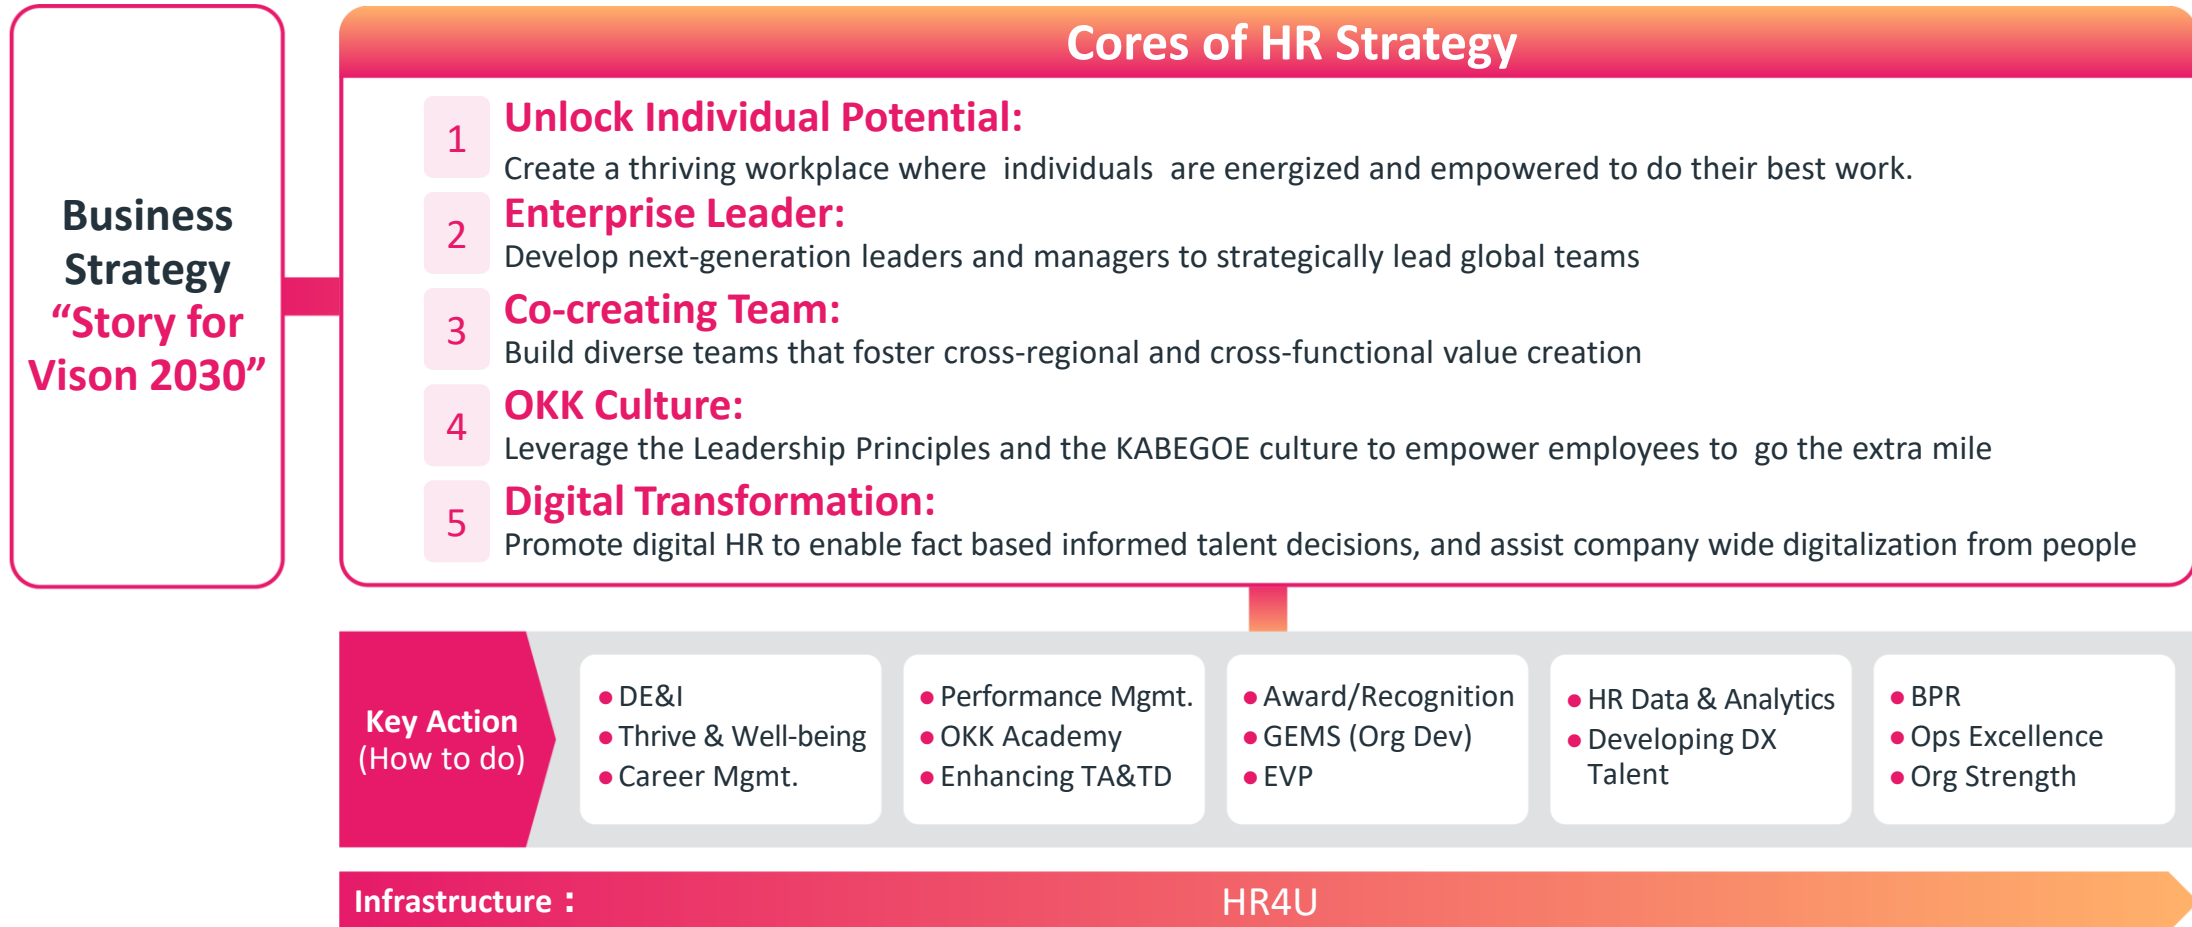 Business
Strategy
“Story for
Vison 2030”
Cores of HR Strategy
1
Unlock Individual Potential:
Create a thriving workplace where individuals are energized and empowered to do their best work.
2
Enterprise Leader:
Develop next-generation leaders and managers to strategically lead global teams
3
Co-creating Team:
Build diverse teams that foster cross-regional and cross-functional value creation
4
OKK Culture:
Leverage the Leadership Principles and the KABEGOE culture to empower employees to go the extra mile
5
Digital Transformation:
Promote digital HR to enable fact based informed talent decisions, and assist company wide digitalization from people
Key Action
(How to do)
• DE&I
• Thrive & Well-being
• Career Mgmt.
• Performance Mgmt.
• OKK Academy
• Enhancing TA&TD
• Award/Recognition
• GEMS (Org Dev)
• EVP
• HR Data & Analytics
• Developing DX
Talent
• BPR
• Ops Excellence
• Org Strength
Infrastructure：
HR4U